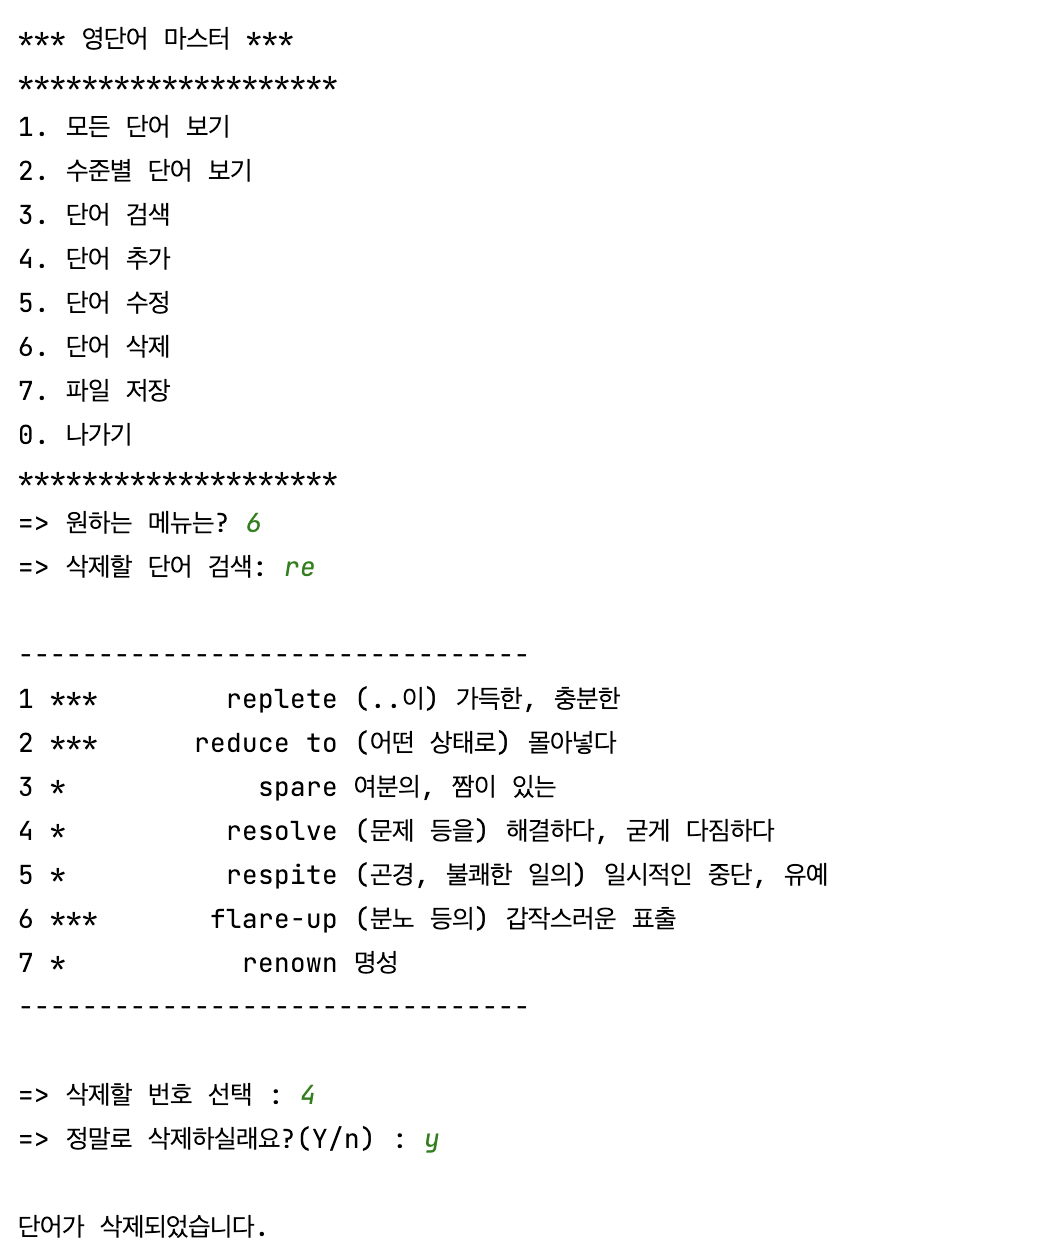 *** 영단어 마스터 ***
********************
1. 모든 단어 보기
2. 수준별 단어 보기
3. 단어 검색
4. 단어 추가
5. 단어 수정
6. 단어 삭제
7. 파일 저장
0. 나가기
********************
=> 원하는 메뉴는? 6
=> 삭제할 단어 검색: re
--------------------------------
1 *** replete (..이) 가득한, 충분한
2 *** reduce to (어떤 상태로) 몰아넣다
3 * spare 여분의, 짬이 있는
4 * resolve (문제 등을) 해결하다, 굳게 다짐하다
5 * respite (곤경, 불쾌한 일의) 일시적인 중단, 유예
6 *** flare-up (분노 등의) 갑작스러운 표출
7 * renown 명성
--------------------------------
=> 삭제할 번호 선택 : 4
=> 정말로 삭제하실래요?(Y/n) : y
단어가 삭제되었습니다.